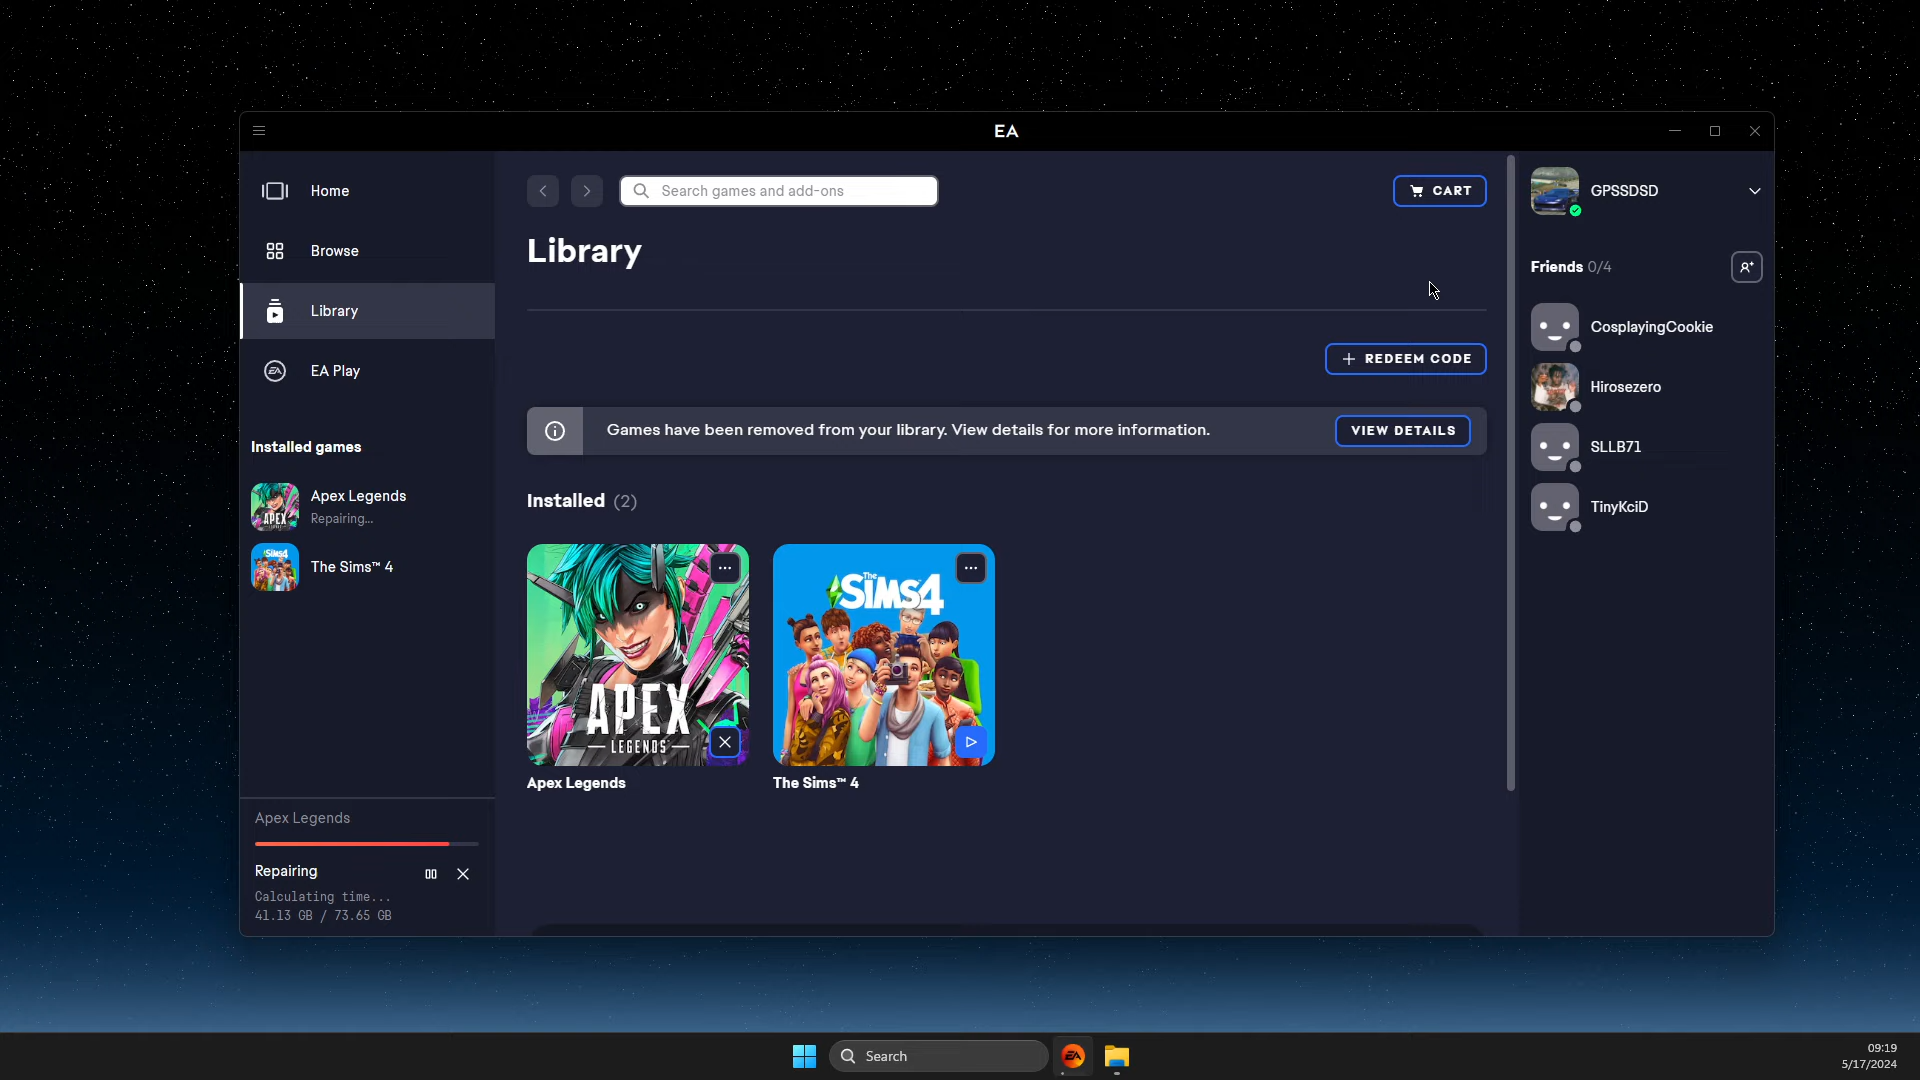 EA
Home
Browse
Library
EA Play
Installed games
Apex Legends
Repairing...
The Sims™ 4
Apex Legends
Repairing
Calculating time...
41.13 GB / 73.65 GB
Search games and add-ons
CART
Library
REDEEM CODE
Games have been removed from your library. View details for more information.
VIEW DETAILS
Installed (2)
APEX
LEGENDS
The
SIMS4
Apex Legends
The Sims™ 4
GPSSDSD
Friends 0/4
CosplayingCookie
Hirosezero
SLLB71
TinyKciD
Search
09:19
5/17/2024